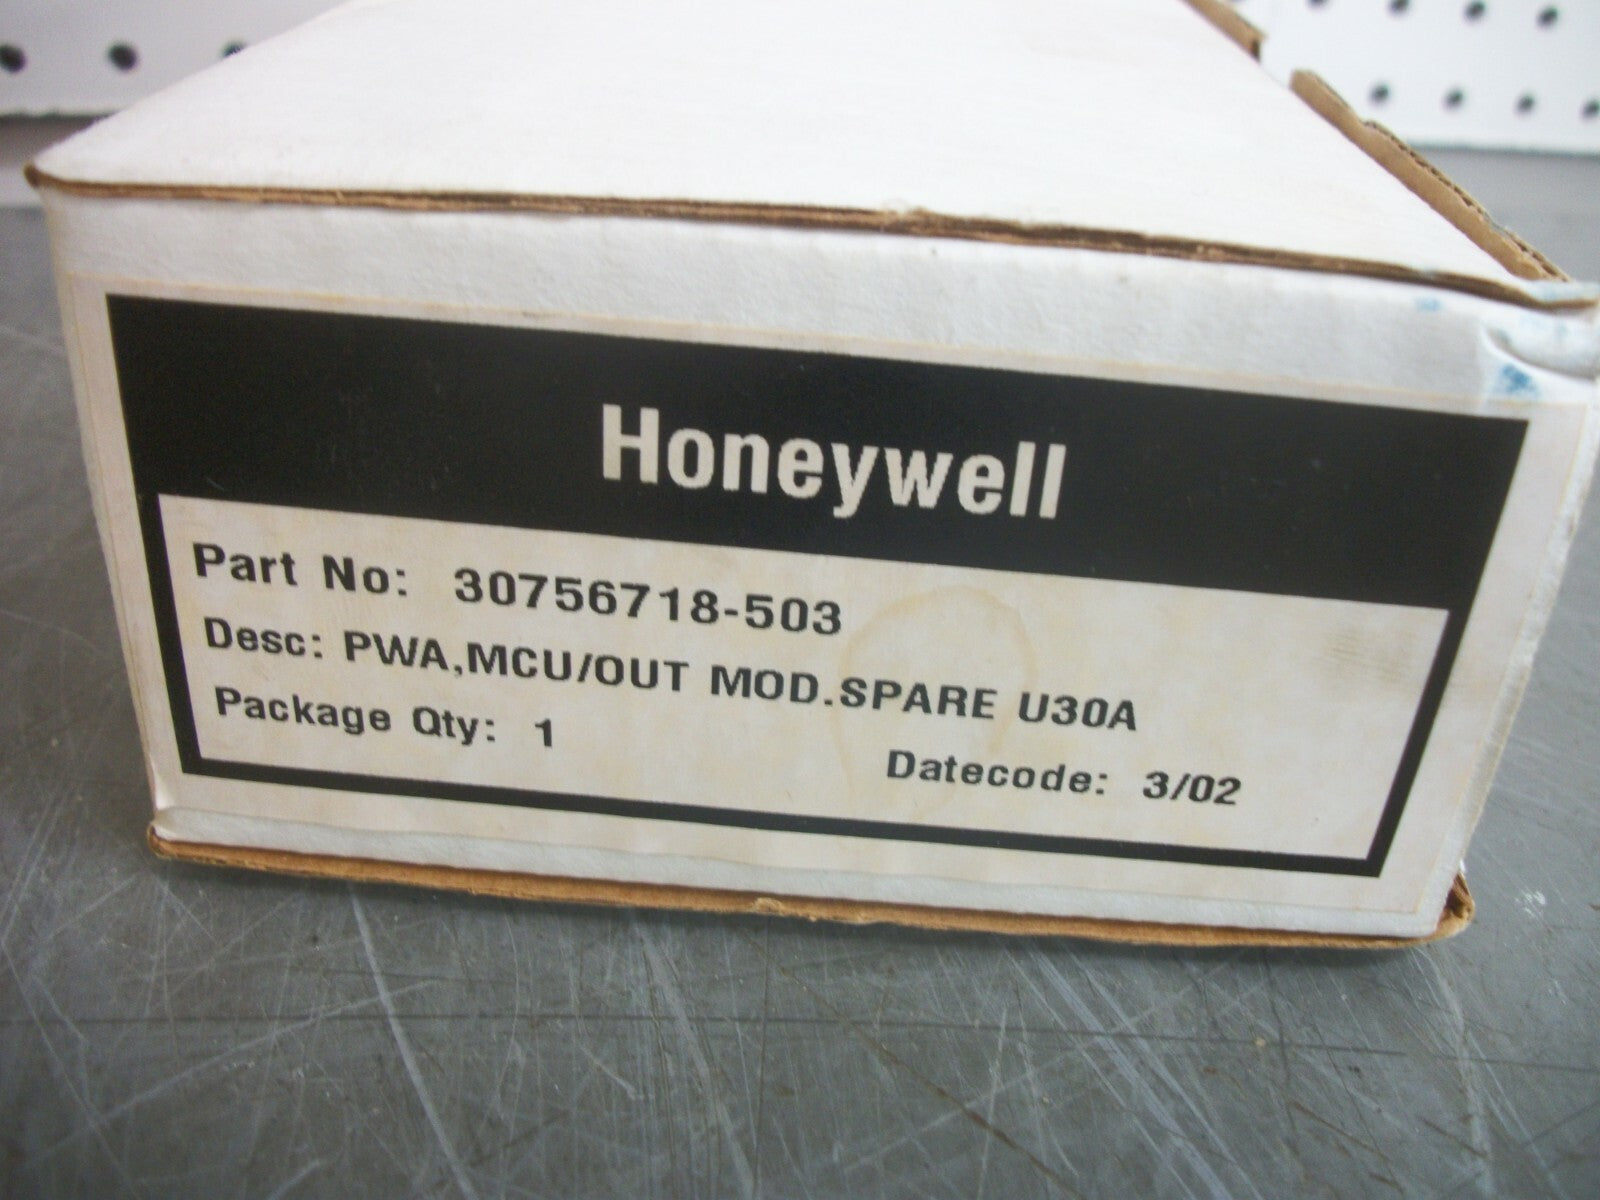 Honeywell
Part No: 30756718-503
Desc: PWA,MCU/OUT MOD.SPARE U30A
Package Qty: 1
Datecode: 3/02